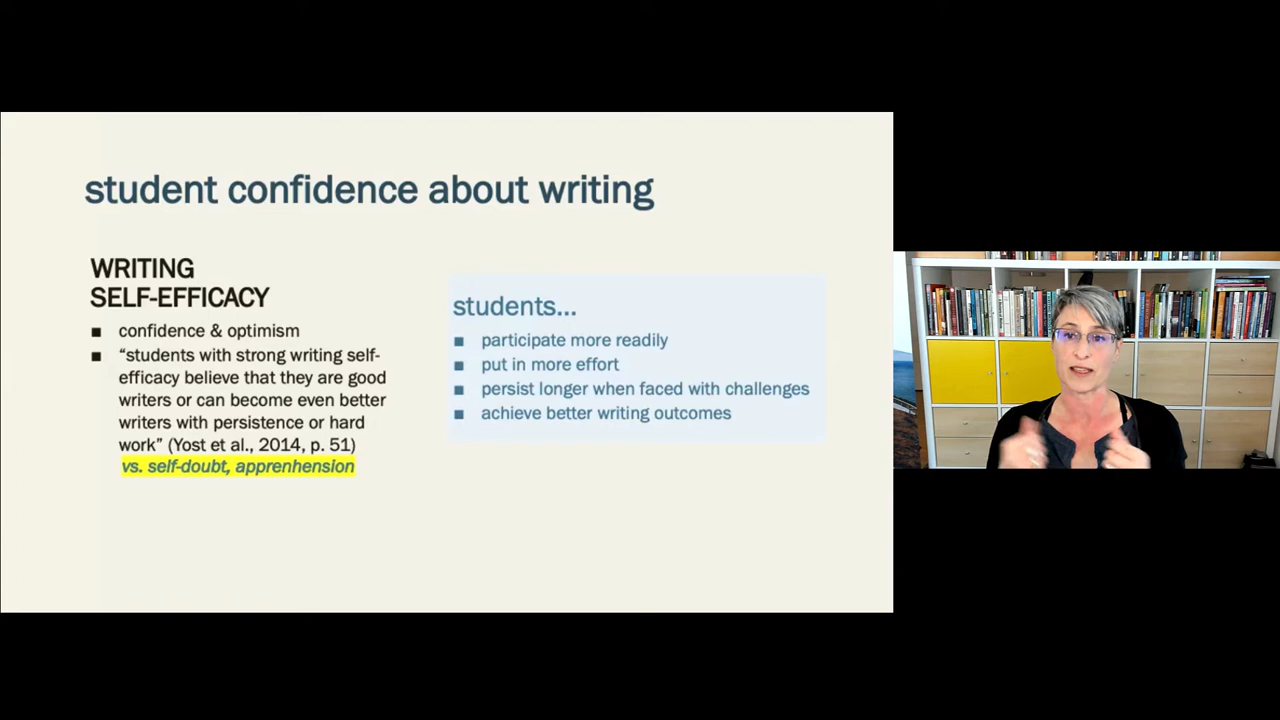 student confidence about writing
WRITING
SELF-EFFICACY
■ confidence & optimism
■ “students with strong writing self-
efficacy believe that they are good
writers or can become even better
writers with persistence or hard
work” (Yost et al., 2014, p. 51)
vs. self-doubt, apprenhension
students...
■ participate more readily
■ put in more effort
■ persist longer when faced with challenges
■ achieve better writing outcomes